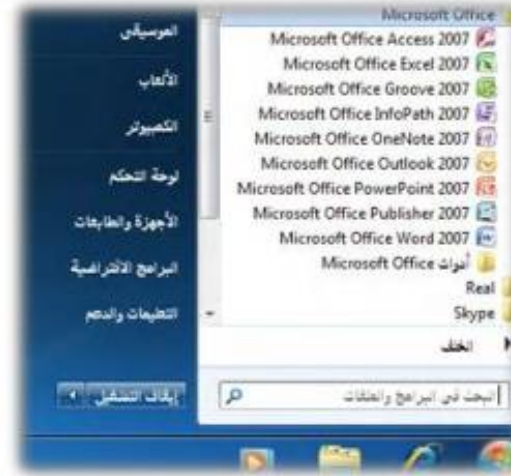 Microsoft Office
Microsoft Office Access 2007
Microsoft Office Excel 2007
Microsoft Office Groove 2007
Microsoft Office InfoPath 2007
Microsoft Office OneNote 2007
Microsoft Office Outlook 2007
Microsoft Office PowerPoint 2007
Microsoft Office Publisher 2007
Microsoft Office Word 2007
أدوات Microsoft Office
Real
Skype
الخلف
البحث في البرامج والملفات
الموسيقى
الألعاب
الكمبيوتر
لوحة التحكم
الأجهزة والطابعات
البرامج الافتراضية
التعليمات والدعم
إيقاف التشغيل